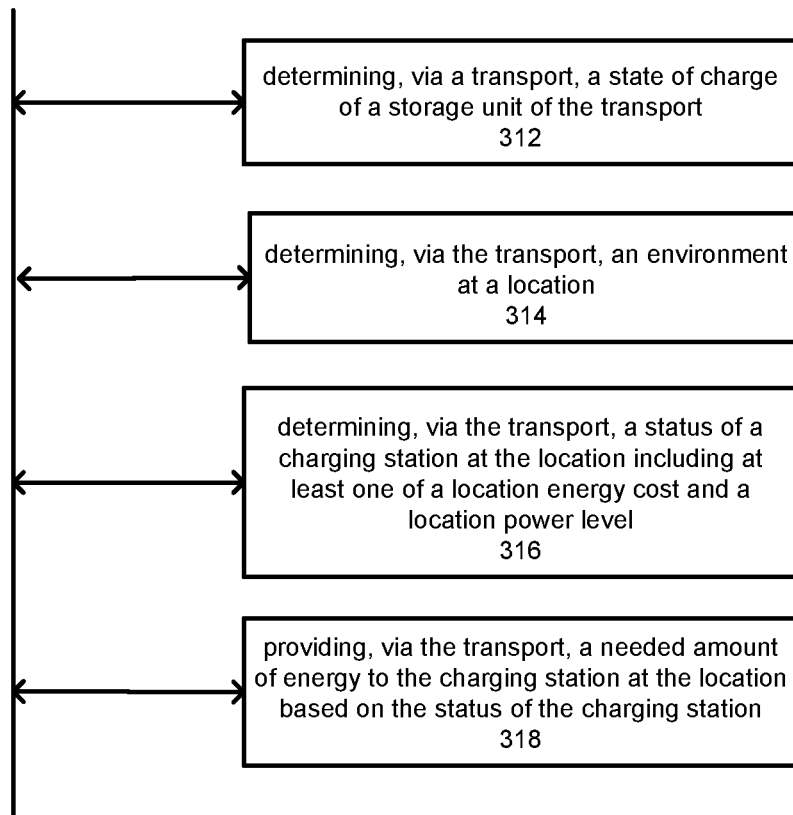 determining, via a transport, a state of charge
of a storage unit of the transport
312
determining, via the transport, an environment
at a location
314
determining, via the transport, a status of a
charging station at the location including at
least one of a location energy cost and a
location power level
316
providing, via the transport, a needed amount
of energy to the charging station at the location
based on the status of the charging station
318